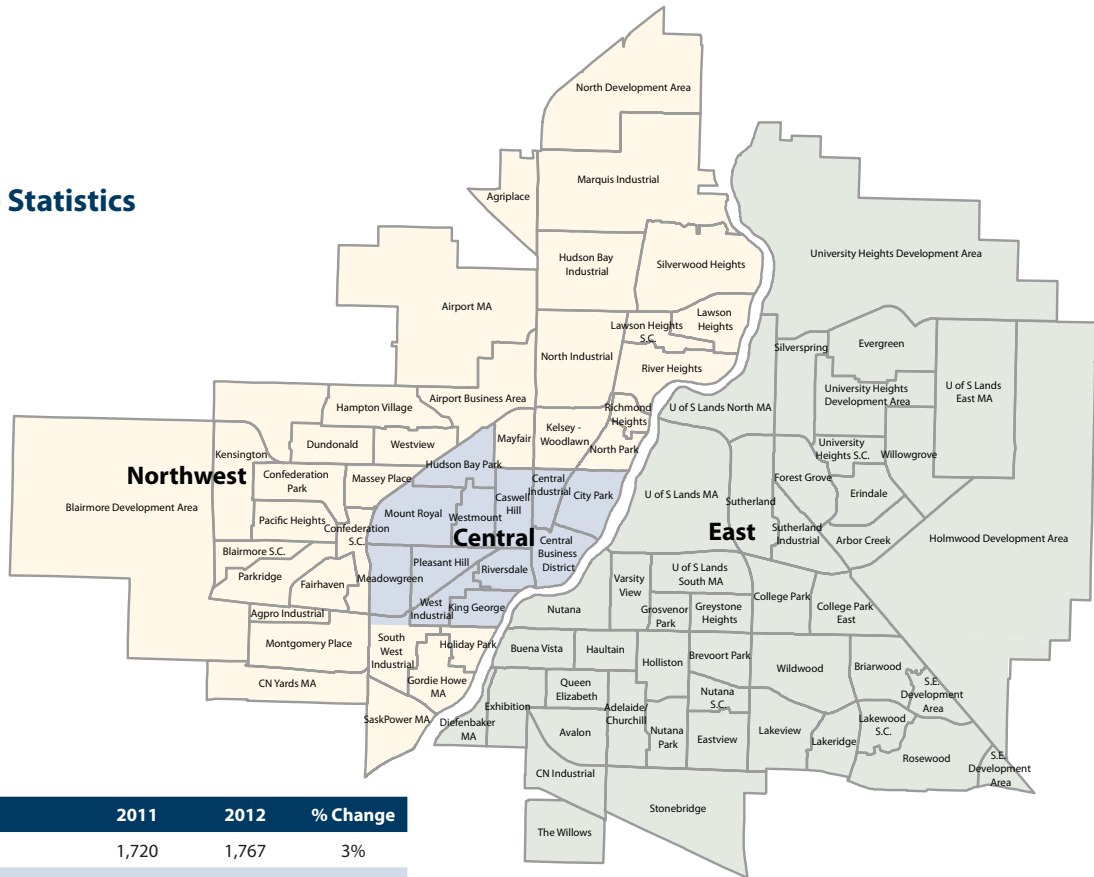 Statistics
North Development Area
Marquis Industrial
Agriplace
Hudson Bay
Industrial
Silverwood Heights
University Heights Development Area
Airport MA
Lawson Heights
S.C.
Lawson
Heights
North Industrial
River Heights
Silverspring
Evergreen
Airport Business Area
Hampton Village
University Heights
Development Area
U of S Lands
East MA
Richmond
Heights
U of S Lands North MA
Mayfair
Kelsey -
Woodlawn
North Park
Dundonald
Westview
Kensington
University
Heights S.C.
Willowgrove
Northwest
Confederation
Park
Massey Place
Hudson Bay Park
Central
Industrial
City Park
Caswell
Hill
U of S Lands MA
Sutherland
Forest Grove
Erindale
Blairmore Development Area
Pacific Heights
Confederation
S.C.
Mount Royal
Westmount
Central
Central
Business
District
East
Sutherland
Industrial
Arbor Creek
Holmwood Development Area
Blairmore S.C.
Parkridge
Fairhaven
Meadowgreen
Pleasant Hill
Riversdale
West
Industrial
King George
Agpro Industrial
Montgomery Place
South
West
Industrial
Holiday Park
Gordie Howe
MA
CN Yards MA
SaskPower MA
Varsity
View
U of S Lands
South MA
College Park
College Park
East
Nutana
Grosvenor
Park
Greystone
Heights
Buena Vista
Haultain
Holliston
Brevoort Park
Wildwood
Briarwood
S.E.
Development
Area
Queen
Elizabeth
Exhibition
Diefenbaker
MA
Adelaide/
Churchill
Nutana
S.C.
Nutana
Park
Eastview
Lakeview
Lakeridge
Lakewood
S.C.
Rosewood
S.E.
Development
Area
Avalon
CN Industrial
Stonebridge
The Willows
2011 2012 % Change
1,720 1,767 3%